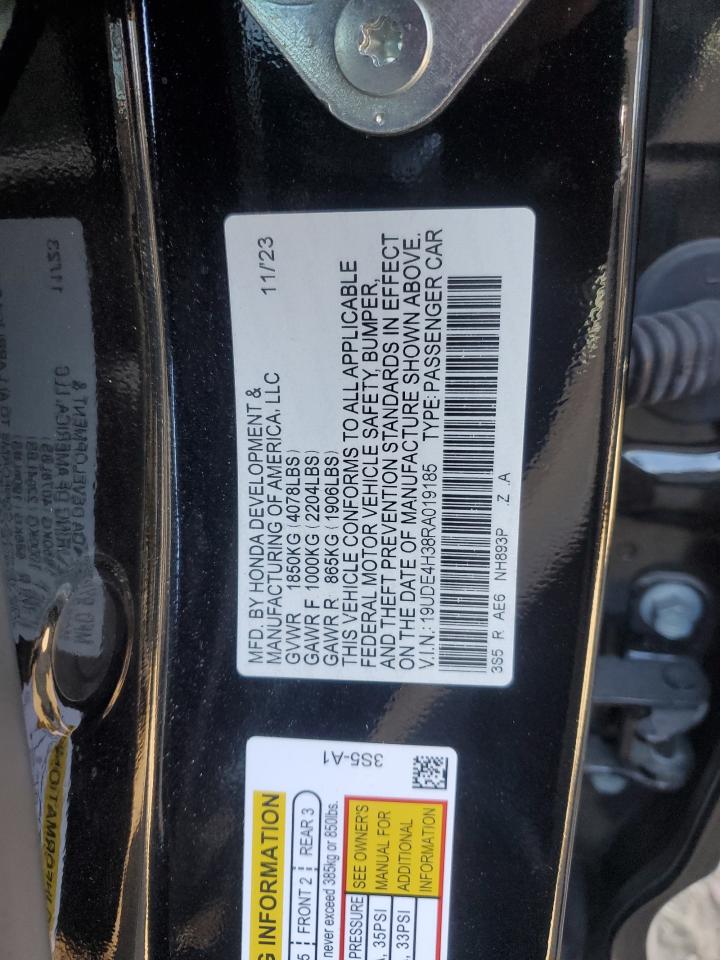 MFD. BY HONDA DEVELOPMENT &
MANUFACTURING OF AMERICA, LLC 11/'23
GVWR 1850KG(4078LBS)
GAWR F 1000KG(2204LBS)
GAWR R 865KG(1906LBS)
THIS VEHICLE CONFORMS TO ALL APPLICABLE
FEDERAL MOTOR VEHICLE SAFETY, BUMPER,
AND THEFT PREVENTION STANDARDS IN EFFECT
ON THE DATE OF MANUFACTURE SHOWN ABOVE.
V.I.N.:19UDE4H38RA019185 TYPE:PASSENGER CAR
3S5 R AE6 NH893P .Z .A
3S5-A1
INFORMATION
5 FRONT 2 REAR 3
never exceed 385kg or 850lbs.
PRESSURE SEE OWNER'S
35PSI MANUAL FOR
33PSI ADDITIONAL
INFORMATION